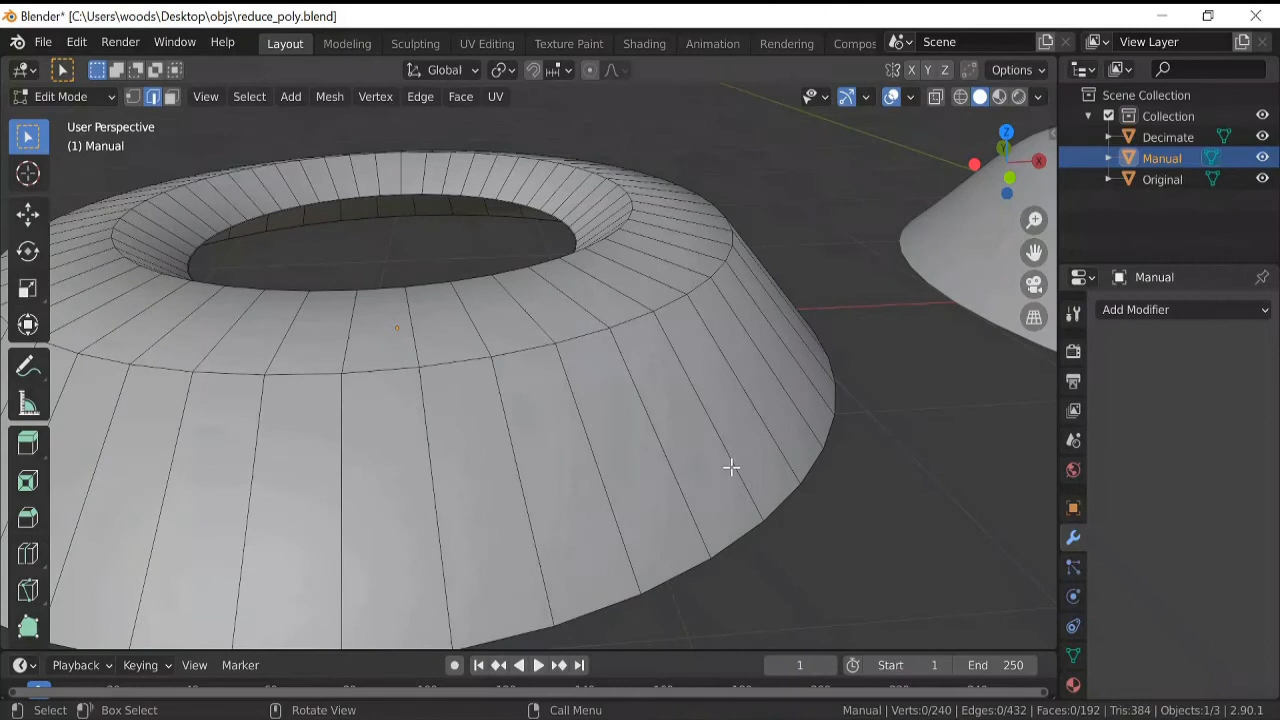 Blender* [C:\Users\woods\Desktop\objs\reduce_poly.blend]
File Edit Render Window Help Layout Modeling Sculpting UV Editing Texture Paint Shading Animation Rendering Compos Scene View Layer
Global X Y Z Options
Edit Mode View Select Add Mesh Vertex Edge Face UV
User Perspective
(1) Manual
Z
Y
X
Scene Collection
Collection
Decimate
Manual
Original
Manual
Add Modifier
Playback Keying View Marker 1 Start 1 End 250
Select Box Select Rotate View Call Menu Manual | Verts:0/240 | Edges:0/432 | Faces:0/192 | Tris:384 | Objects:1/3 | 2.90.1